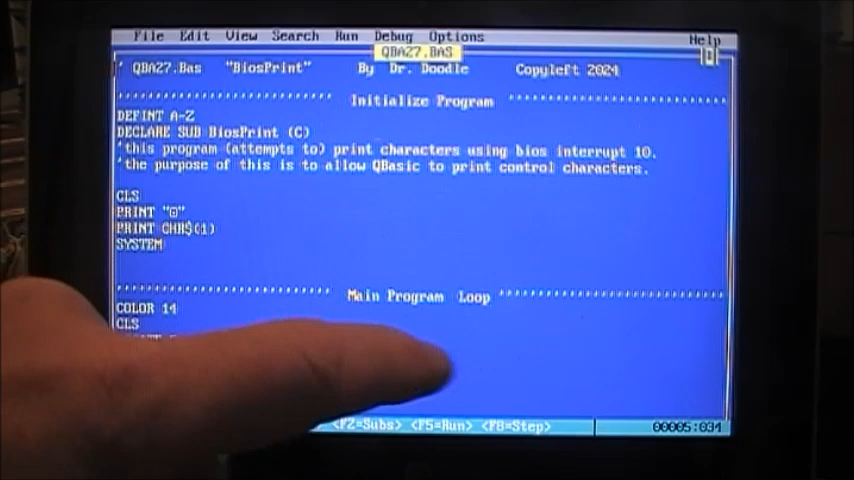 File Edit View Search Run Debug Options Help
QBA27.BAS
' QBA27.Bas "BiosPrint" By Dr. Doodle Copyleft 2024
Initialize Program
DEFINT A-Z
DECLARE SUB BiosPrint (C)
'this program (attempts to) print characters using bios interrupt 10.
'the purpose of this is to allow QBasic to print control characters.
CLS
PRINT "☺"
PRINT CHR$(1)
SYSTEM
Main Program Loop
COLOR 14
CLS
<F2=Subs> <F5=Run> <F8=Step> 00005:034